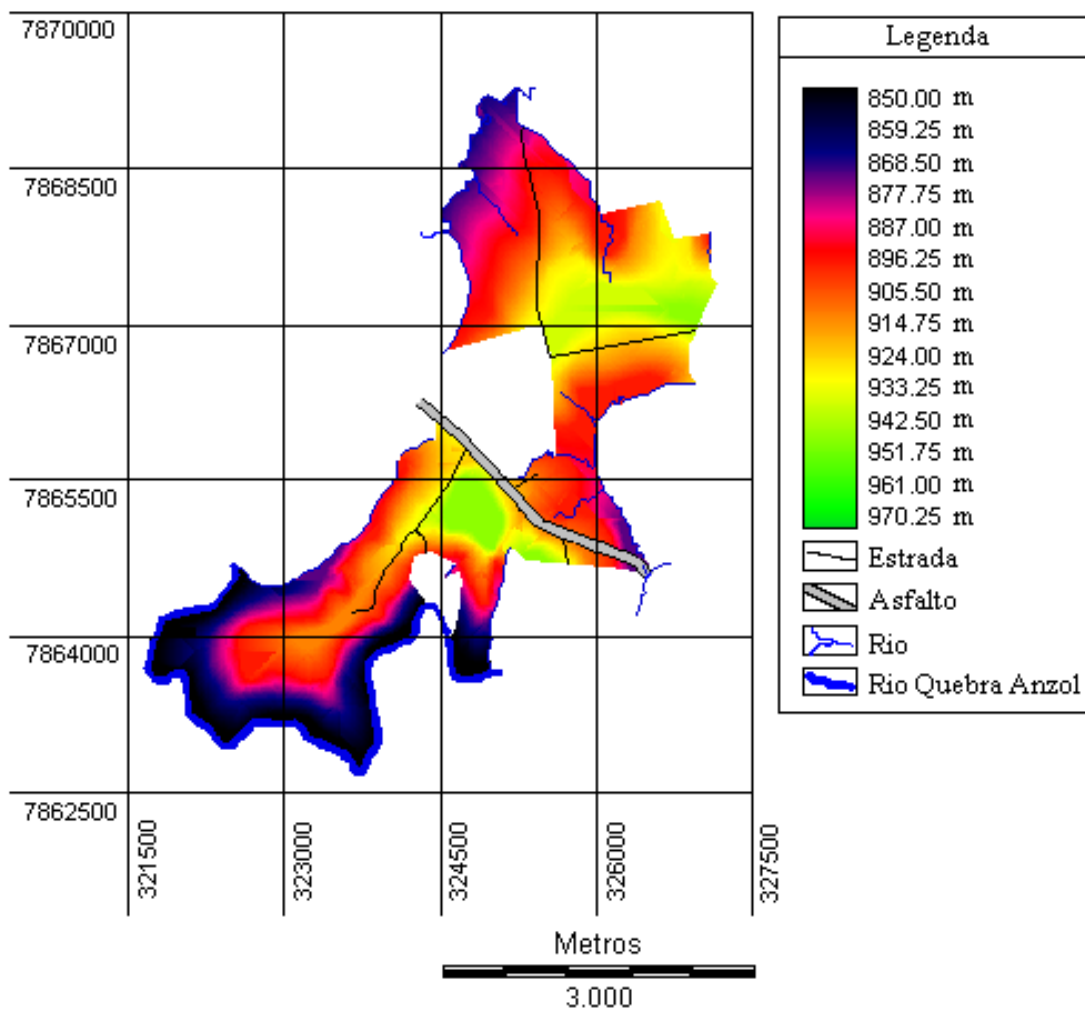 7870000
7868500
7867000
7865500
7864000
7862500
321500
323000
324500
326000
327500
Metros
3.000
Legenda
850.00 m
859.25 m
868.50 m
877.75 m
887.00 m
896.25 m
905.50 m
914.75 m
924.00 m
933.25 m
942.50 m
951.75 m
961.00 m
970.25 m
Estrada
Asfalto
Rio
Rio Quebra Anzol